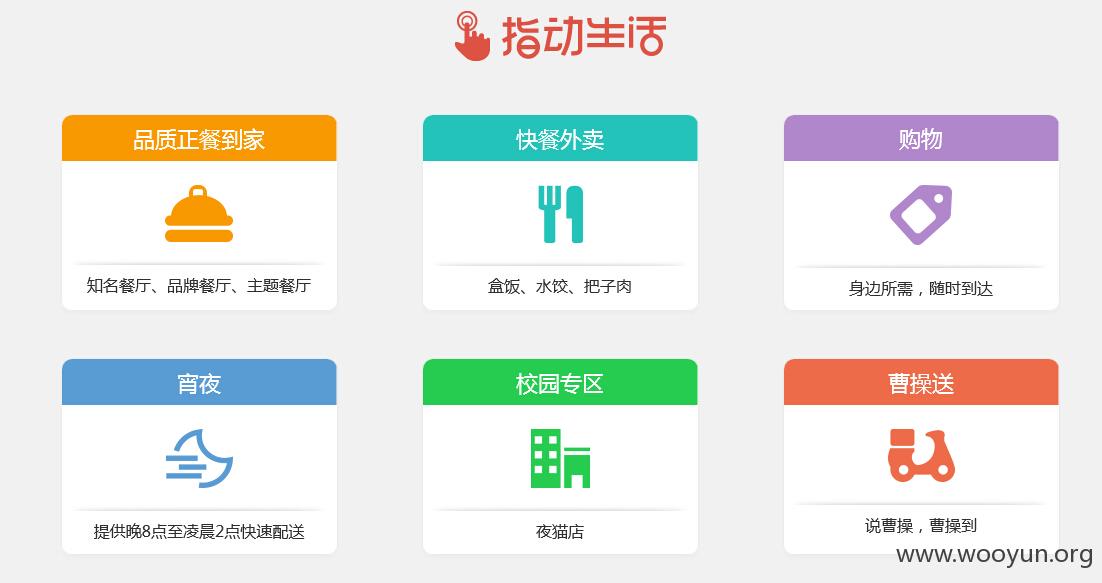 指动生活
品质正餐到家
快餐外卖
购物
知名餐厅、品牌餐厅、主题餐厅
盒饭、水饺、把子肉
身边所需，随时到达
宵夜
校园专区
曹操送
提供晚8点至凌晨2点快速配送
夜猫店
说曹操，曹操到
www.wooyun.org